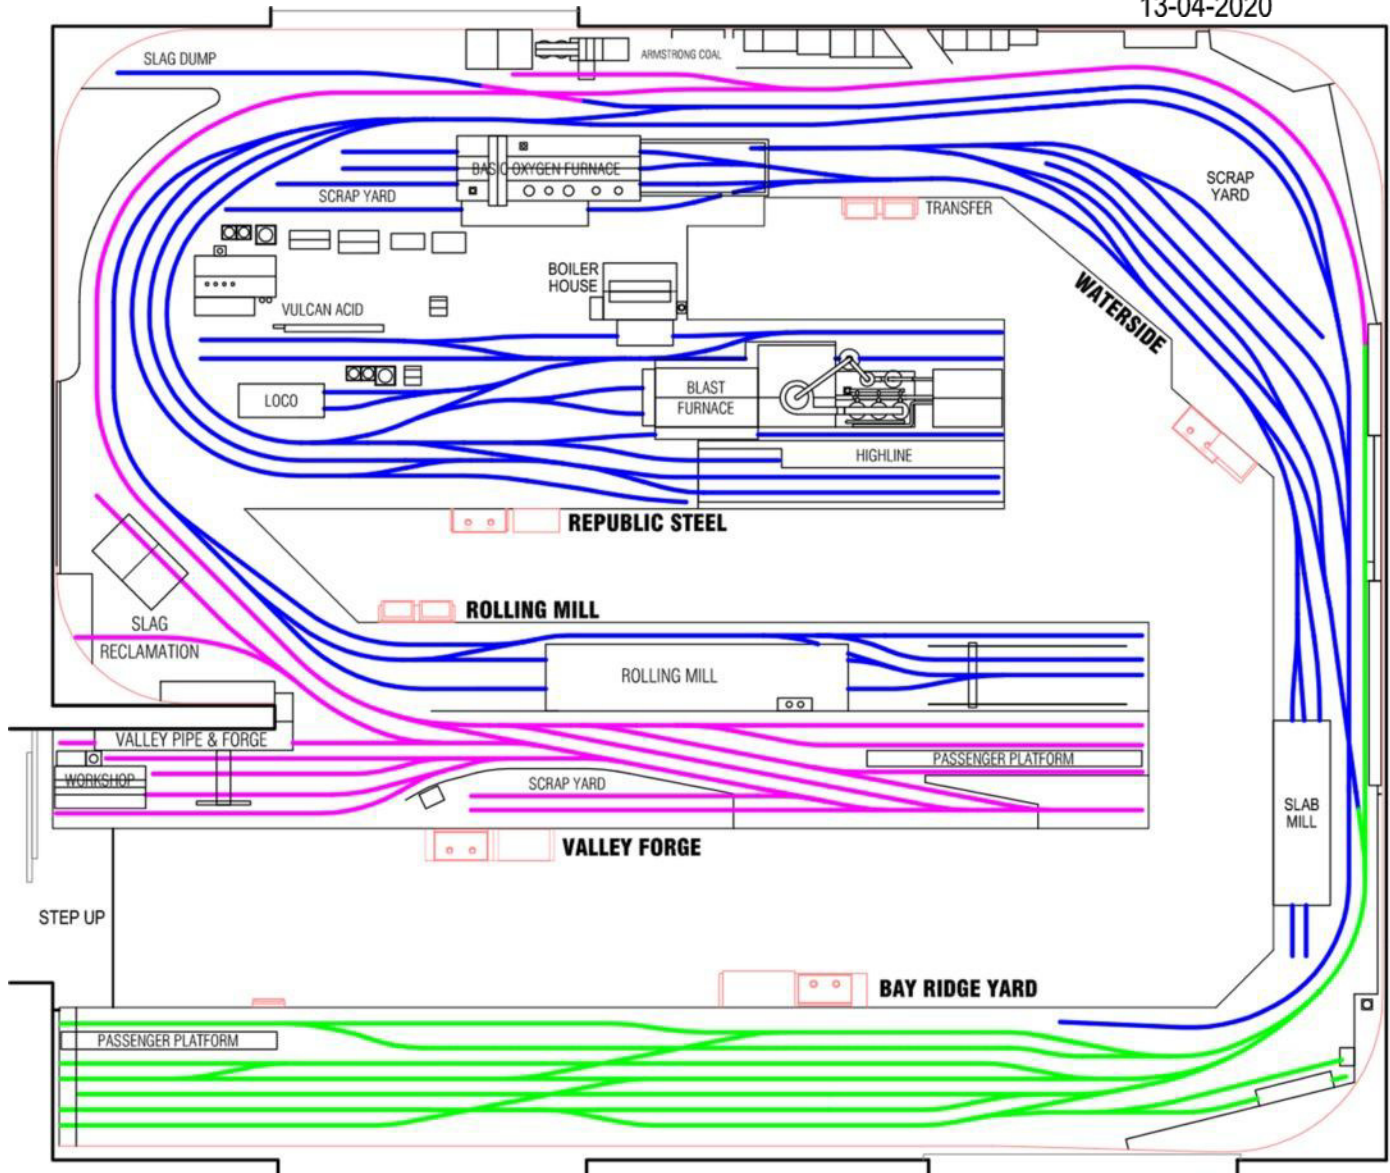 13-04-2020
SLAG DUMP
ARMSTRONG COAL
BASIC OXYGEN FURNACE
SCRAP YARD
SCRAP
YARD
TRANSFER
BOILER
HOUSE
WATERSIDE
VULCAN ACID
LOCO
BLAST
FURNACE
HIGHLINE
REPUBLIC STEEL
ROLLING MILL
SLAG
RECLAMATION
ROLLING MILL
VALLEY PIPE & FORGE
PASSENGER PLATFORM
WORKSHOP
SCRAP YARD
SLAB
MILL
VALLEY FORGE
STEP UP
BAY RIDGE YARD
PASSENGER PLATFORM